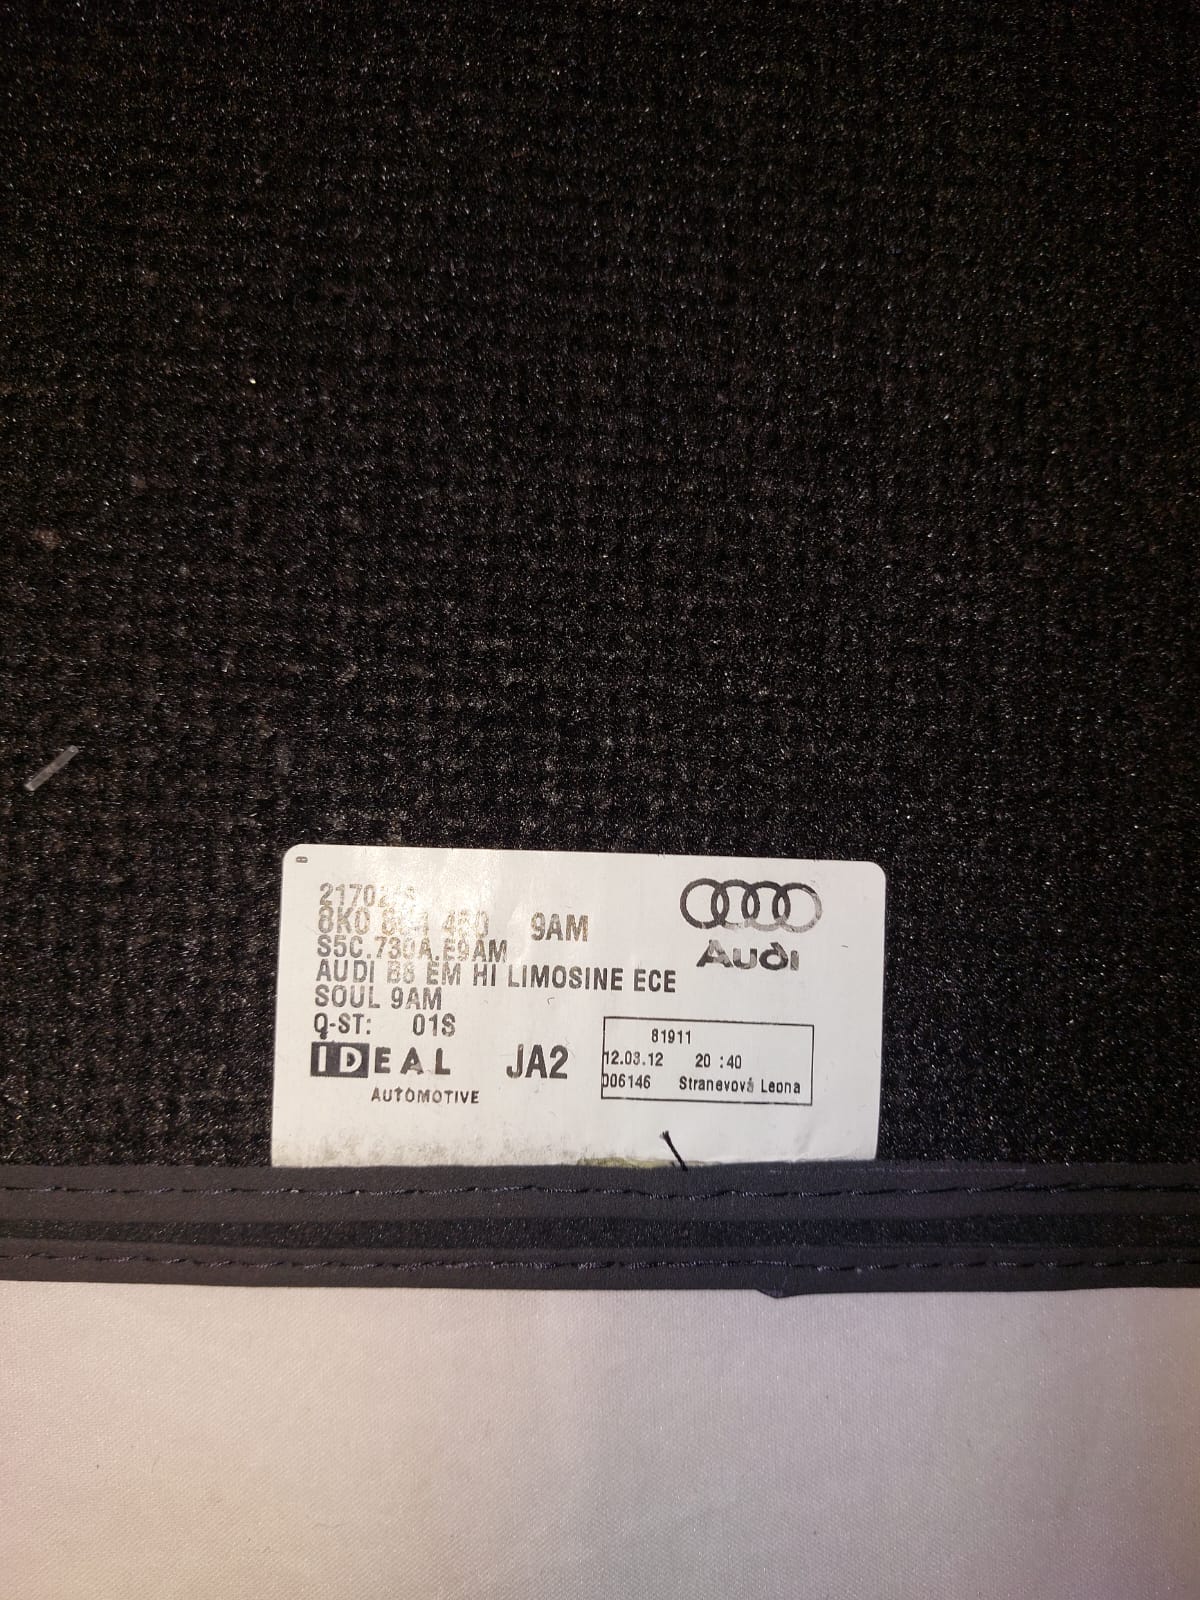 9AM
S5C.730A.E9AM
AUDI B8 EM HI LIMOSINE ECE
SOUL 9AM
Q-ST: 01S
IDEAL
AUTOMOTIVE
JA2
Audi
81911
12.03.12 20 :40
006146 Stranevová Leona